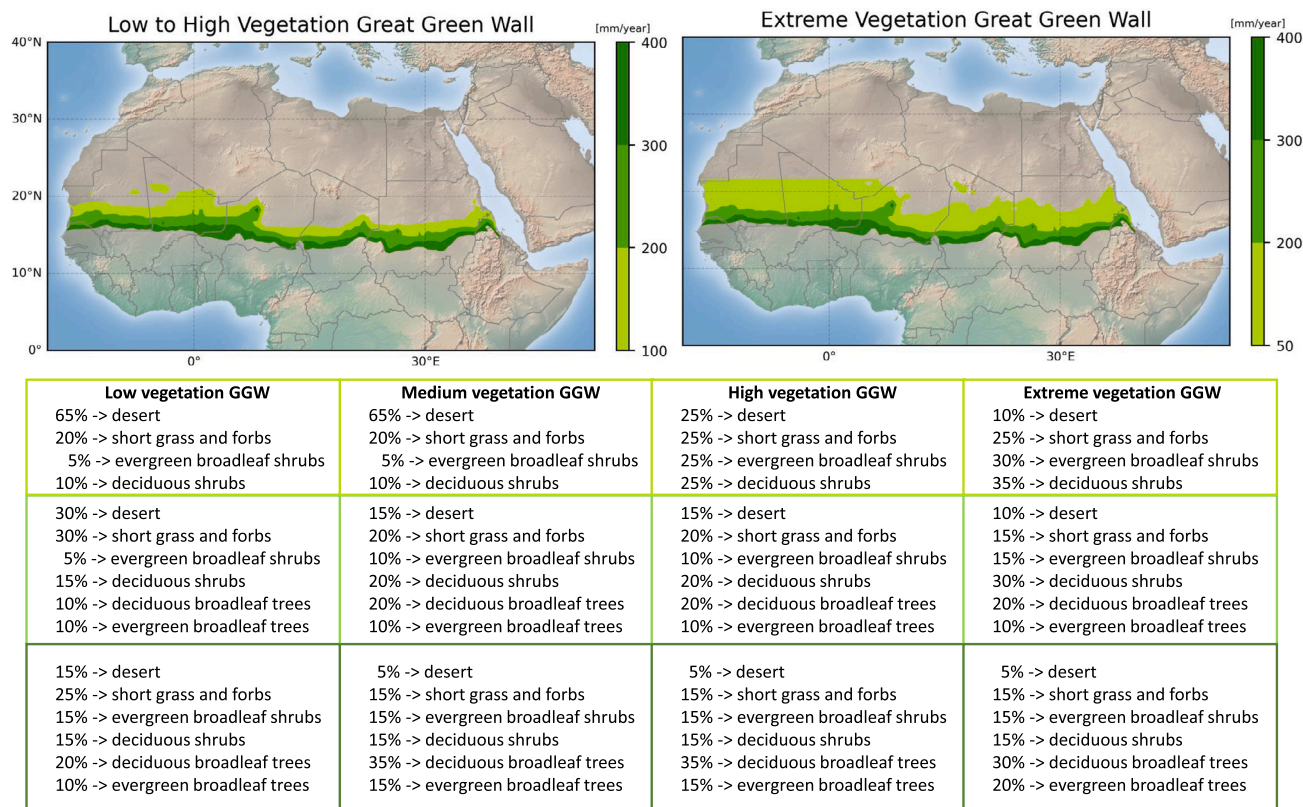 Low to High Vegetation Great Green Wall
[mm/year]
40°N
30°N
20°N
10°N
0°
0°
30°E
400
300
200
100
Extreme Vegetation Great Green Wall
[mm/year]
0°
30°E
400
300
200
50
Low vegetation GGW
65% -> desert
20% -> short grass and forbs
5% -> evergreen broadleaf shrubs
10% -> deciduous shrubs
Medium vegetation GGW
65% -> desert
20% -> short grass and forbs
5% -> evergreen broadleaf shrubs
10% -> deciduous shrubs
High vegetation GGW
25% -> desert
25% -> short grass and forbs
25% -> evergreen broadleaf shrubs
25% -> deciduous shrubs
Extreme vegetation GGW
10% -> desert
25% -> short grass and forbs
30% -> evergreen broadleaf shrubs
35% -> deciduous shrubs
30% -> desert
30% -> short grass and forbs
5% -> evergreen broadleaf shrubs
15% -> deciduous shrubs
10% -> deciduous broadleaf trees
10% -> evergreen broadleaf trees
15% -> desert
20% -> short grass and forbs
10% -> evergreen broadleaf shrubs
20% -> deciduous shrubs
20% -> deciduous broadleaf trees
10% -> evergreen broadleaf trees
15% -> desert
20% -> short grass and forbs
10% -> evergreen broadleaf shrubs
20% -> deciduous shrubs
20% -> deciduous broadleaf trees
10% -> evergreen broadleaf trees
10% -> desert
15% -> short grass and forbs
15% -> evergreen broadleaf shrubs
30% -> deciduous shrubs
20% -> deciduous broadleaf trees
10% -> evergreen broadleaf trees
15% -> desert
25% -> short grass and forbs
15% -> evergreen broadleaf shrubs
15% -> deciduous shrubs
20% -> deciduous broadleaf trees
10% -> evergreen broadleaf trees
5% -> desert
15% -> short grass and forbs
15% -> evergreen broadleaf shrubs
15% -> deciduous shrubs
35% -> deciduous broadleaf trees
15% -> evergreen broadleaf trees
5% -> desert
15% -> short grass and forbs
15% -> evergreen broadleaf shrubs
15% -> deciduous shrubs
35% -> deciduous broadleaf trees
15% -> evergreen broadleaf trees
5% -> desert
15% -> short grass and forbs
15% -> evergreen broadleaf shrubs
15% -> deciduous shrubs
30% -> deciduous broadleaf trees
20% -> evergreen broadleaf trees